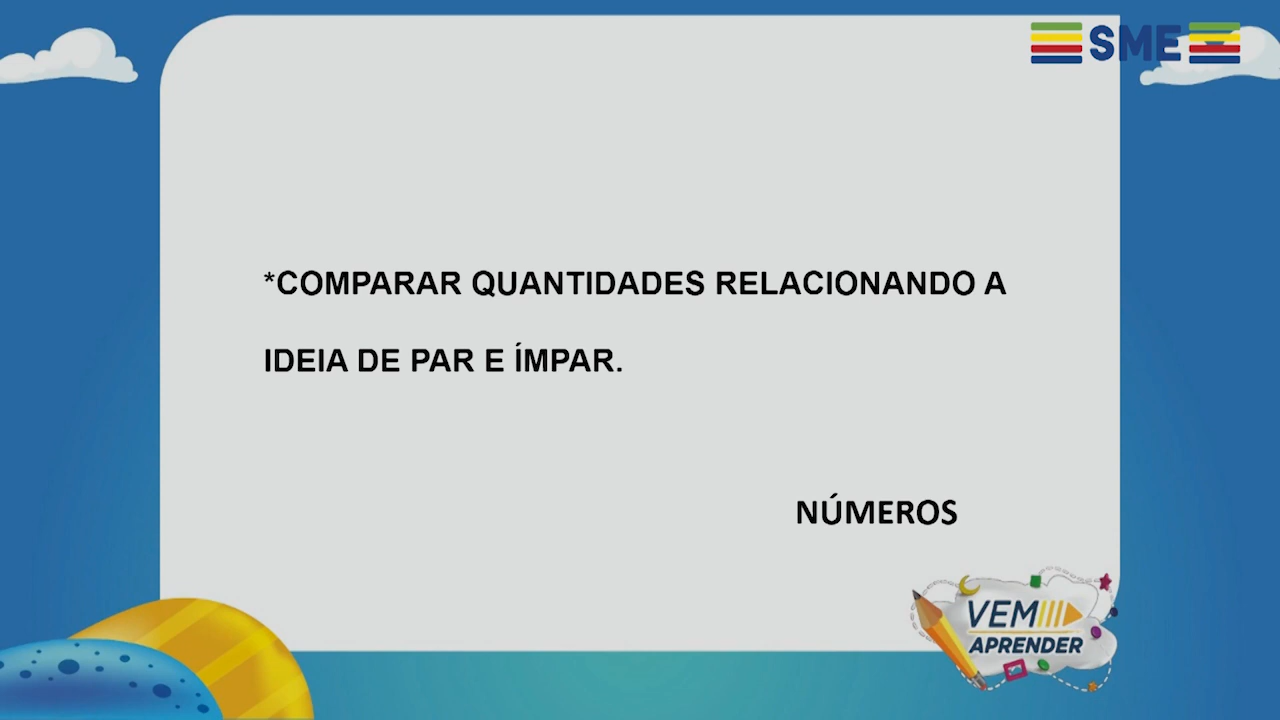 SME
*COMPARAR QUANTIDADES RELACIONANDO A
IDEIA DE PAR E ÍMPAR.
NÚMEROS
VEM
APRENDER